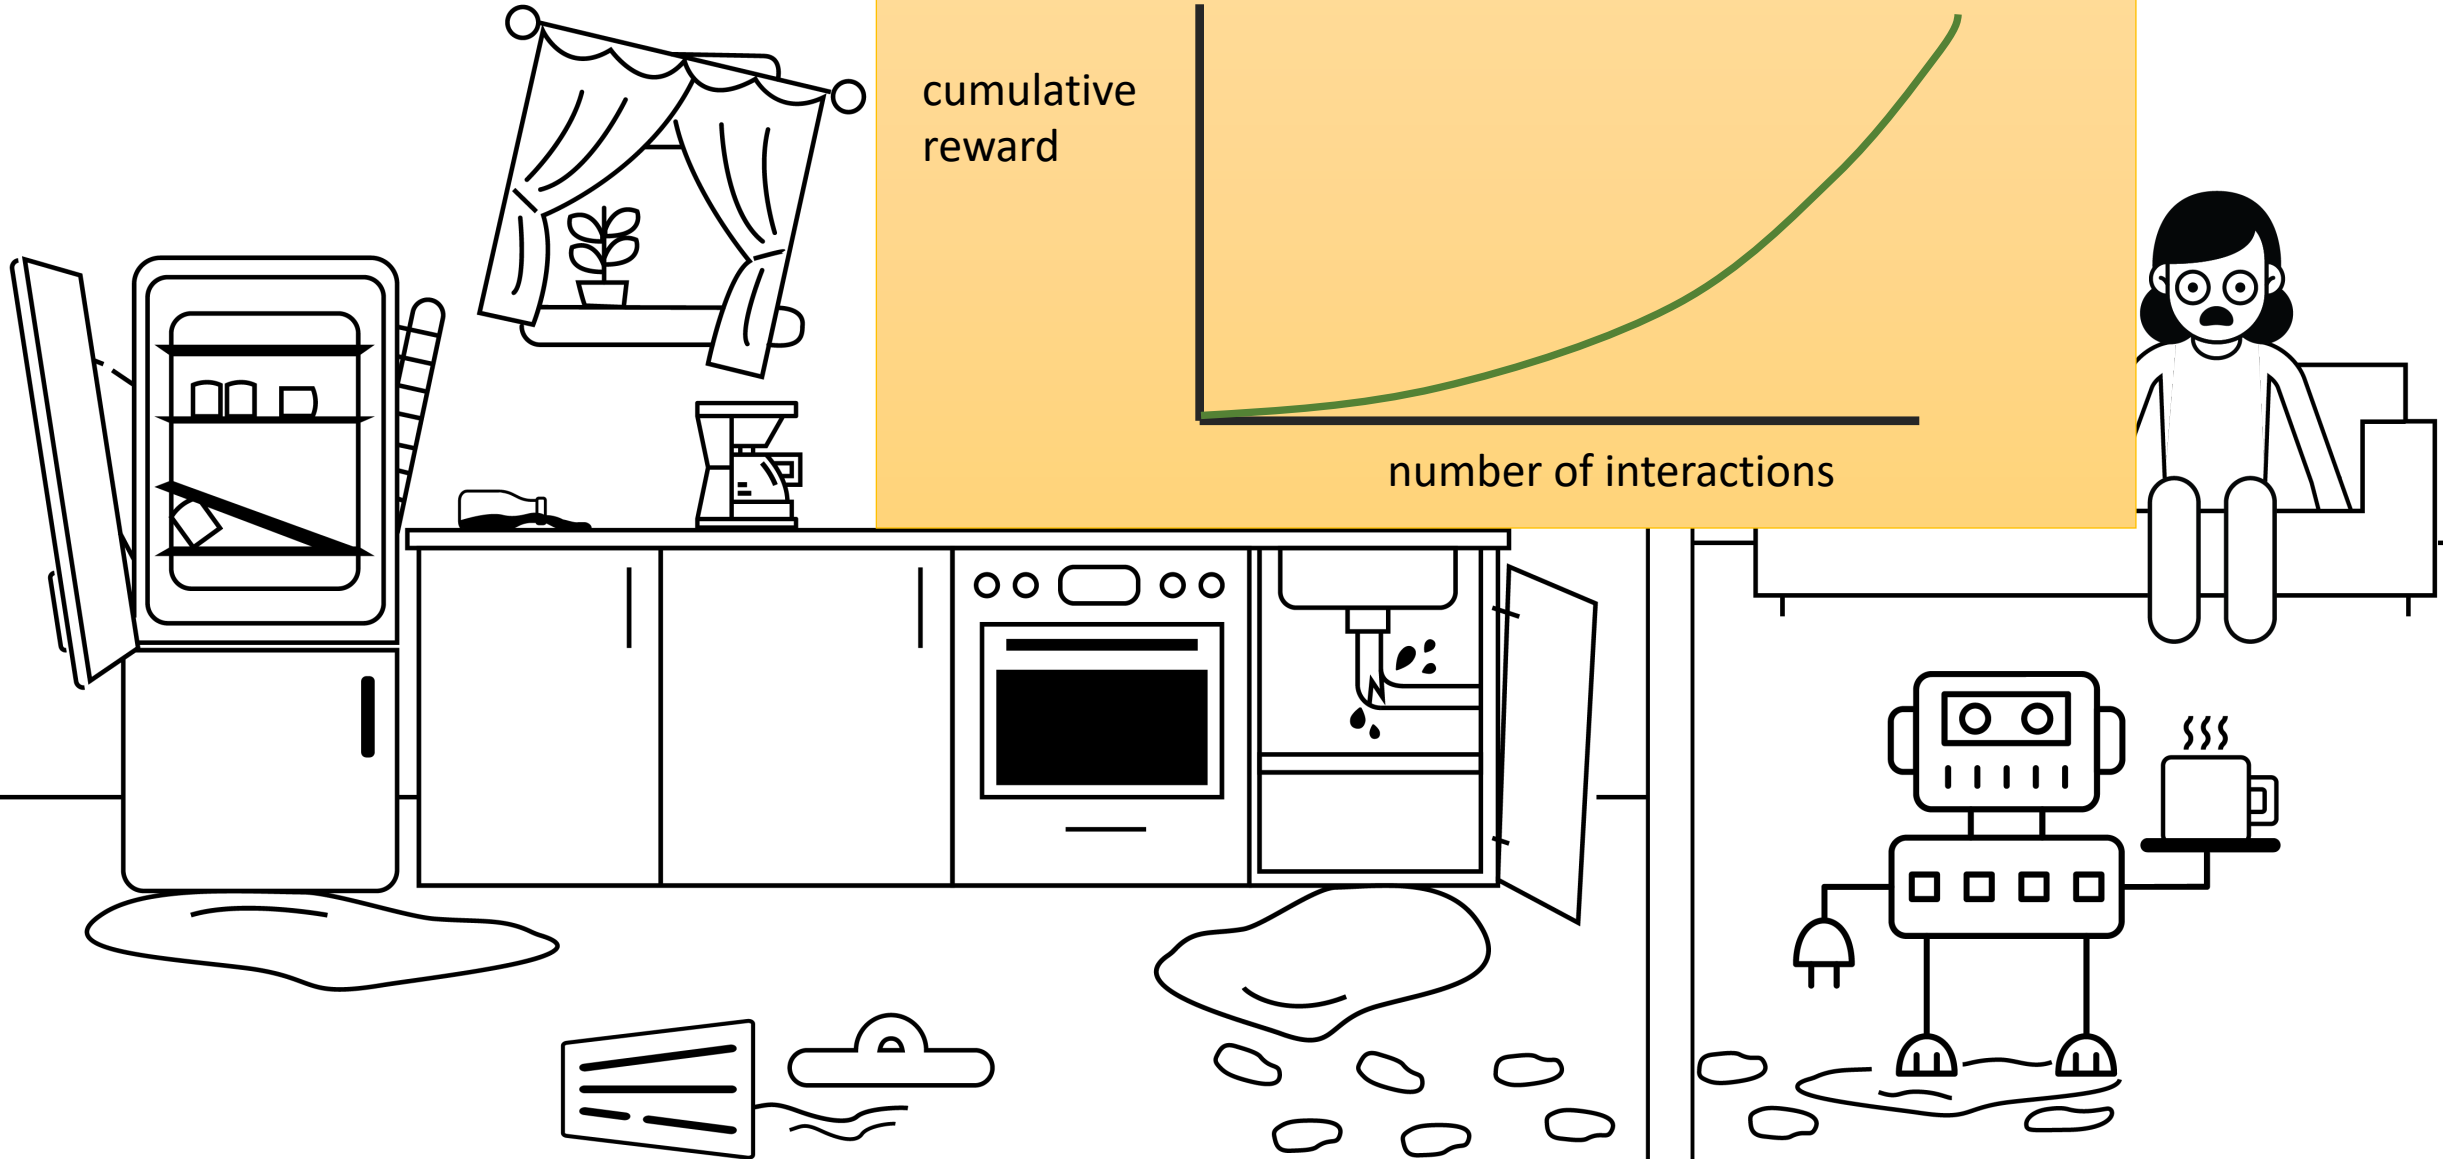 cumulative
reward
number of interactions